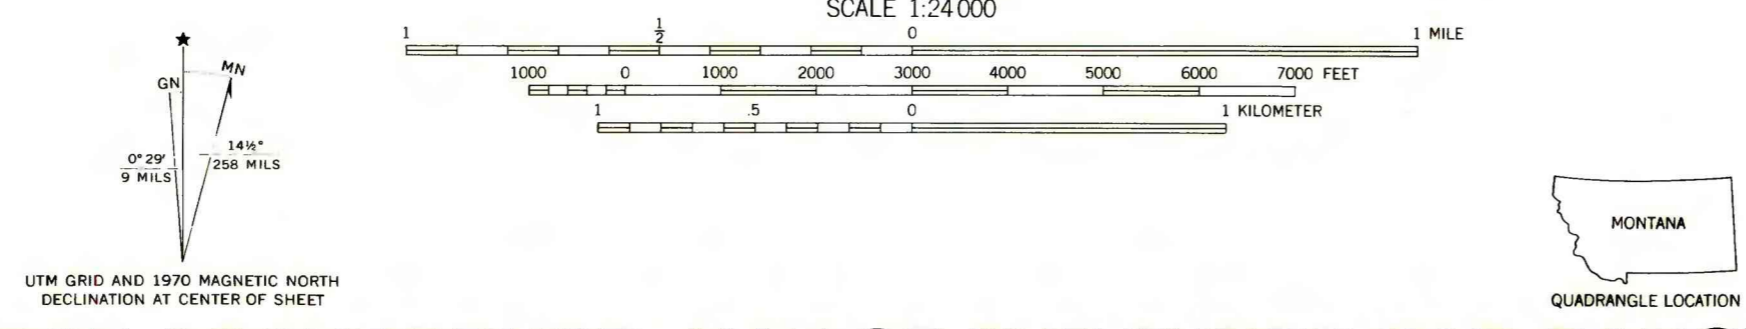 SCALE 1:24 000
1 ½ 0 1 MILE
1000 0 1000 2000 3000 4000 5000 6000 7000 FEET
1 .5 0 1 KILOMETER
★
GN MN
0° 29′ 14½°
9 MILS 258 MILS
UTM GRID AND 1970 MAGNETIC NORTH
DECLINATION AT CENTER OF SHEET
MONTANA
QUADRANGLE LOCATION